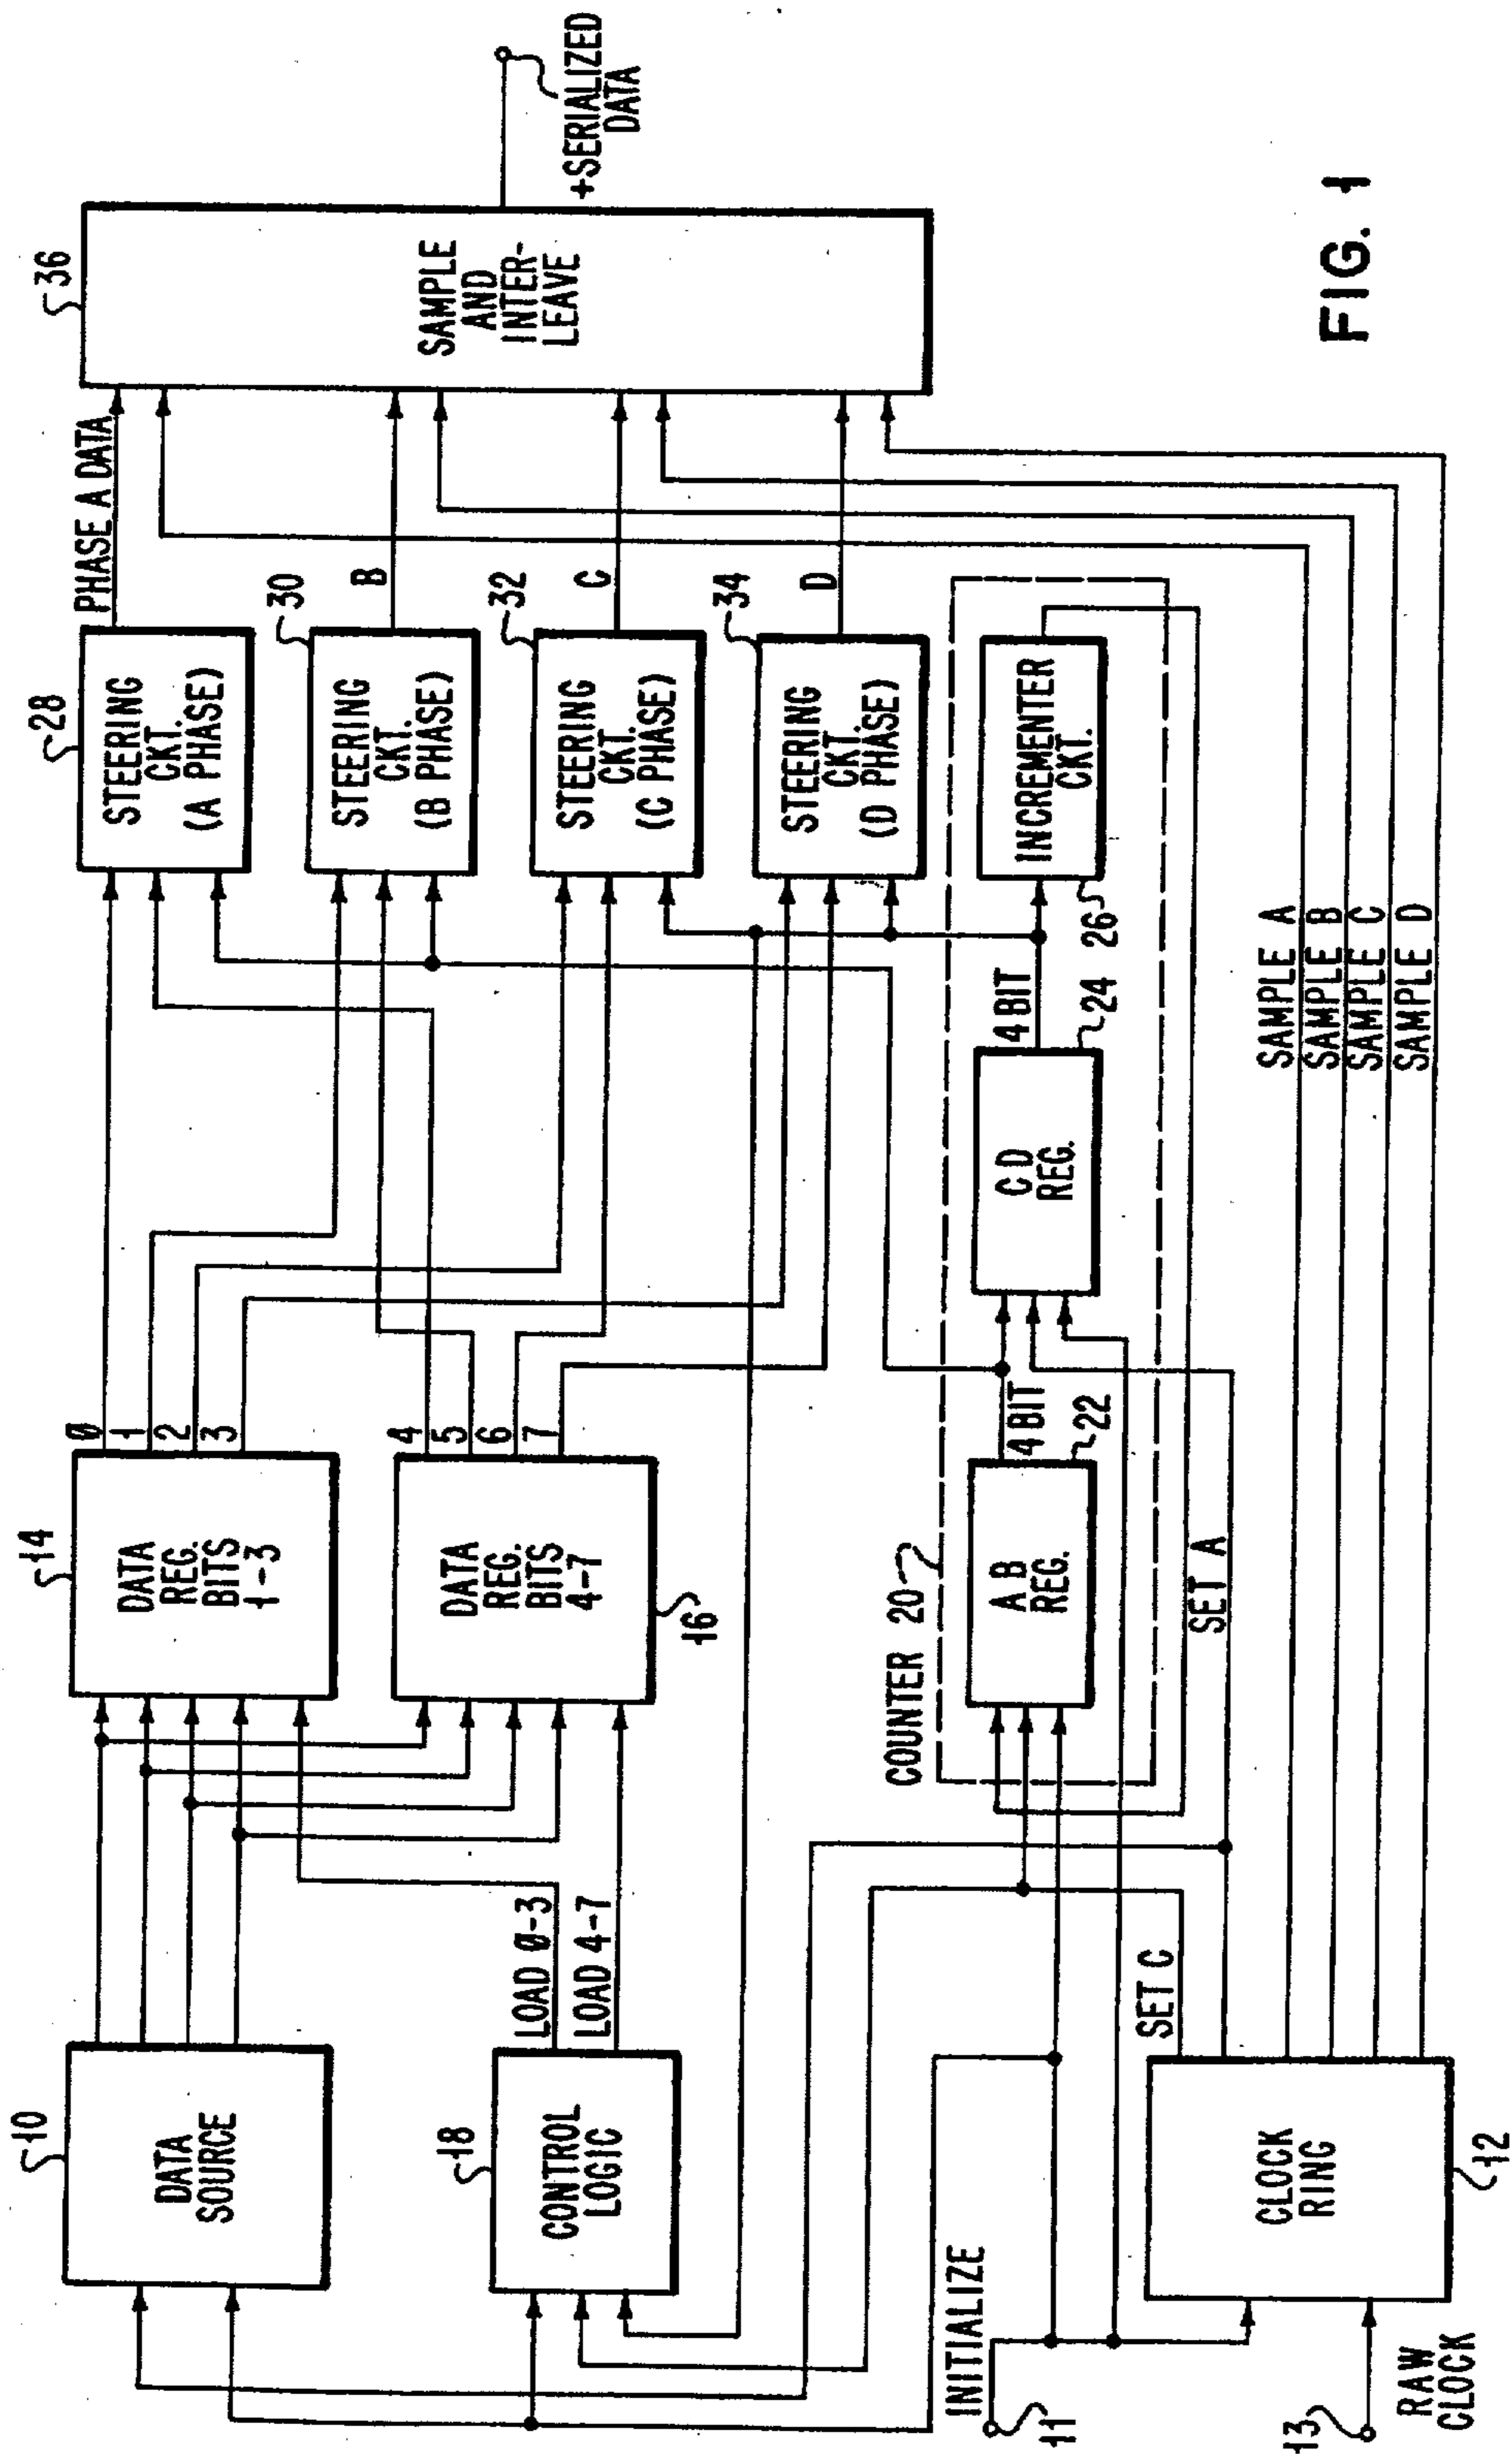 10
DATA
SOURCE
14
DATA
REG.
BITS
1-3
Ø
1
2
3
28
STEERING
CKT.
(A PHASE)
PHASE A DATA
36
SAMPLE
AND
INTER-
LEAVE
+SERIALIZED
DATA
18
CONTROL
LOGIC
LOAD Ø-3
LOAD 4-7
DATA
REG.
BITS
4-7
16
4
5
6
7
30
STEERING
CKT.
(B PHASE)
B
32
STEERING
CKT.
(C PHASE)
C
34
STEERING
CKT.
(D PHASE)
D
COUNTER 20
A B
REG.
4 BIT
22
C D
REG.
4 BIT
24
INCREMENTER
CKT.
26
INITIALIZE
11
SET C
SET A
CLOCK
RING
12
13
RAW
CLOCK
SAMPLE A
SAMPLE B
SAMPLE C
SAMPLE D
FIG. 1